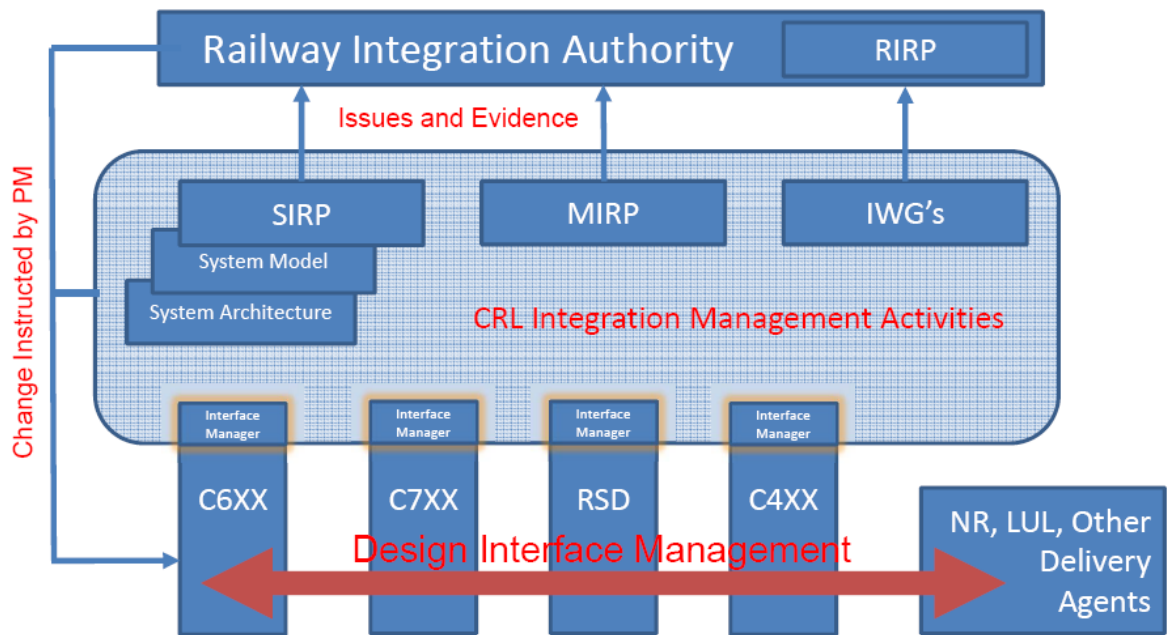 Railway Integration Authority
RIRP
Issues and Evidence
Change Instructed by PM
SIRP
MIRP
IWG's
System Model
System Architecture
CRL Integration Management Activities
Interface
Manager
Interface
Manager
Interface
Manager
Interface
Manager
C6XX
C7XX
RSD
C4XX
NR, LUL, Other
Delivery
Agents
Design Interface Management